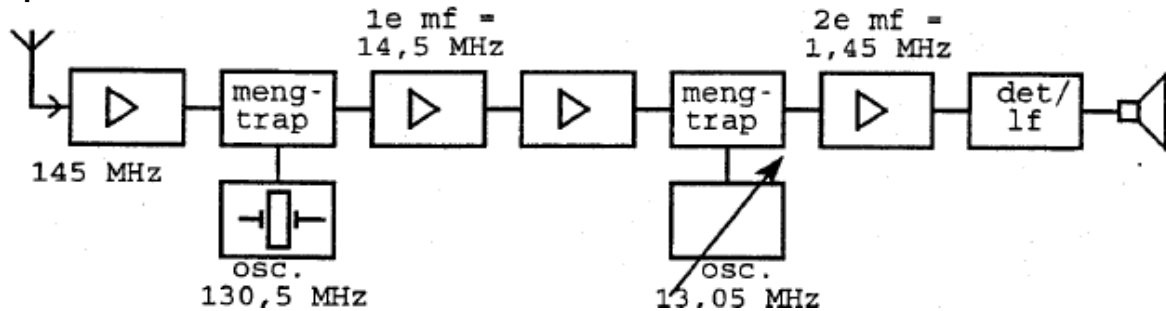 1e mf =
14,5 MHz
2e mf =
1,45 MHz
meng-
trap
meng-
trap
det/
lf
145 MHz
osc.
130,5 MHz
osc.
13,05 MHz